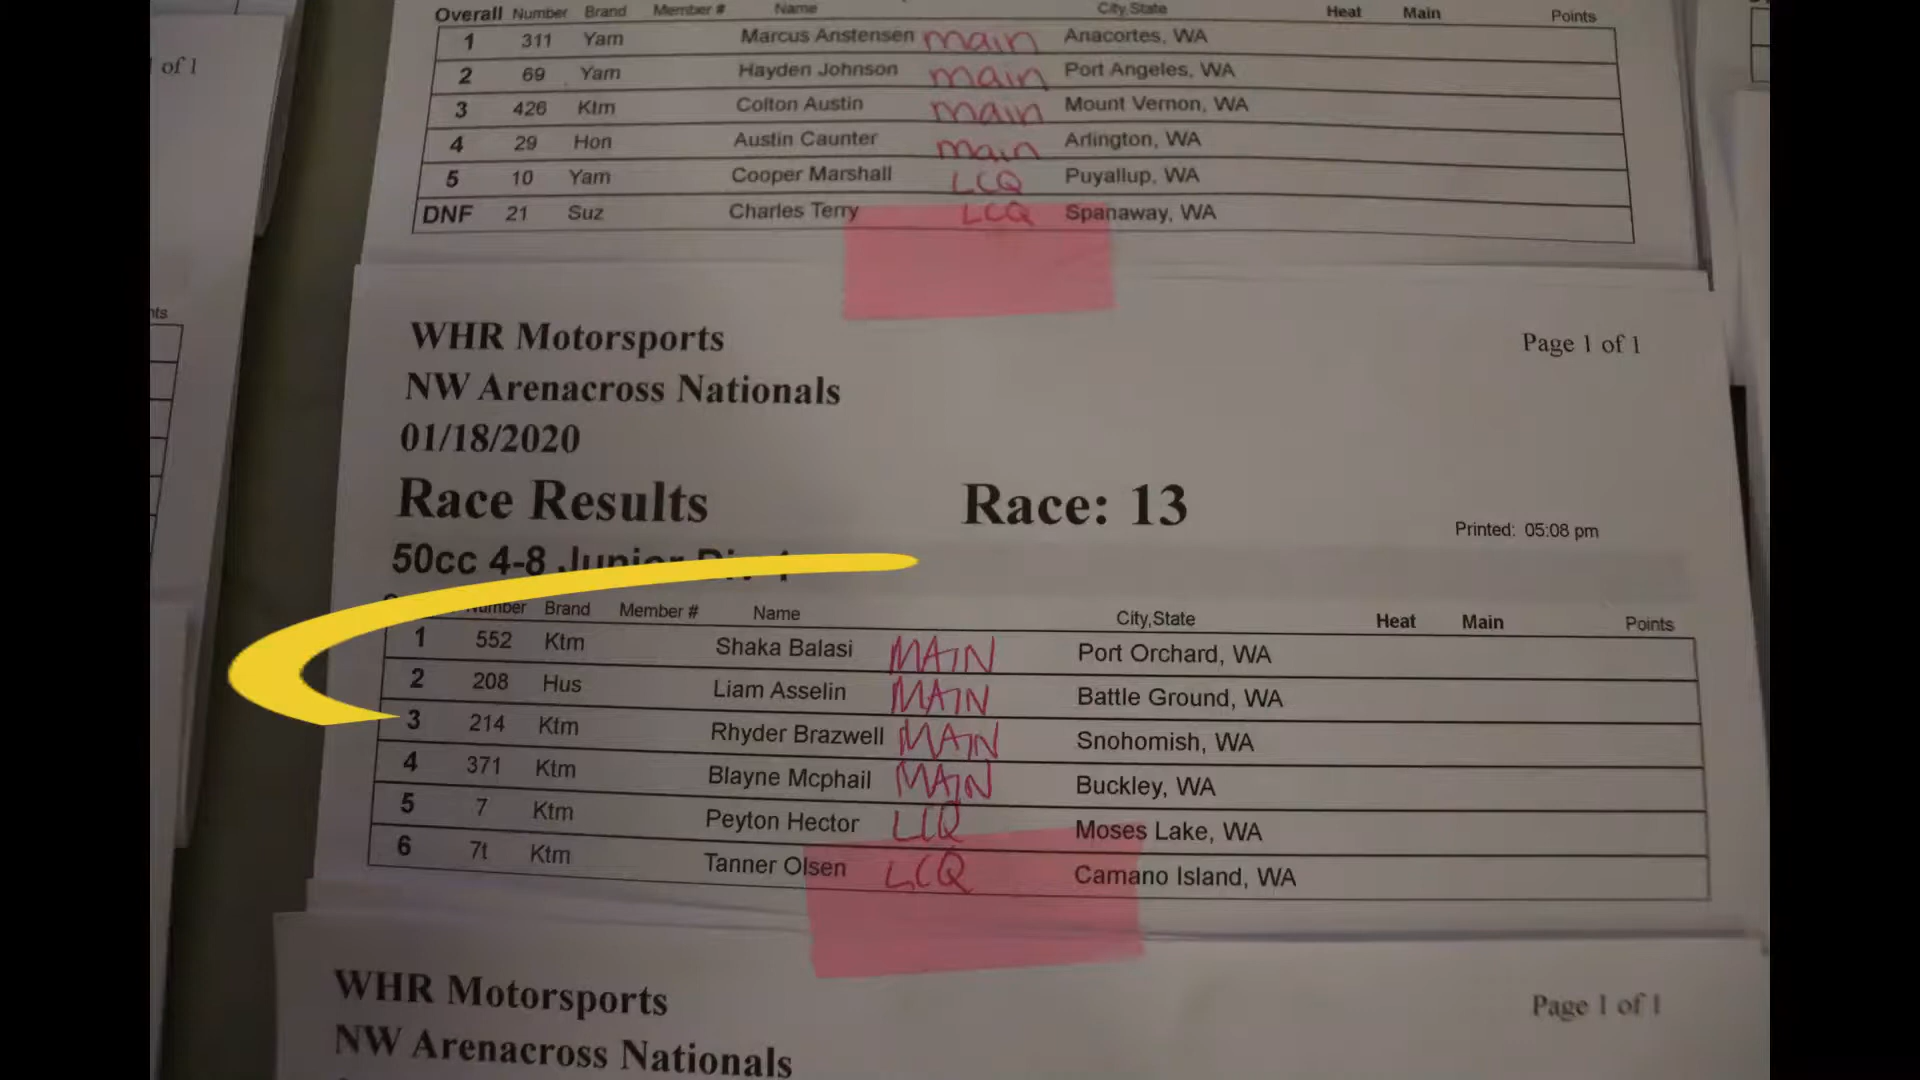 of 1
Overall Number Brand Member # Name City,State Heat Main Points
1 311 Yam Marcus Anstensen main Anacortes, WA
2 69 Yam Hayden Johnson main Port Angeles, WA
3 426 Ktm Colton Austin main Mount Vernon, WA
4 29 Hon Austin Caunter main Arlington, WA
5 10 Yam Cooper Marshall LCQ Puyallup, WA
DNF 21 Suz Charles Terry LCQ Spanaway, WA
nts
WHR Motorsports Page 1 of 1
NW Arenacross Nationals
01/18/2020
Race Results Race: 13
Printed: 05:08 pm
50cc 4-8 Junior Div 1
Number Brand Member # Name City,State Heat Main Points
1 552 Ktm Shaka Balasi MAIN Port Orchard, WA
2 208 Hus Liam Asselin MAIN Battle Ground, WA
3 214 Ktm Rhyder Brazwell MAIN Snohomish, WA
4 371 Ktm Blayne Mcphail MAIN Buckley, WA
5 7 Ktm Peyton Hector LCQ Moses Lake, WA
6 7t Ktm Tanner Olsen LCQ Camano Island, WA
WHR Motorsports Page 1 of 1
NW Arenacross Nationals